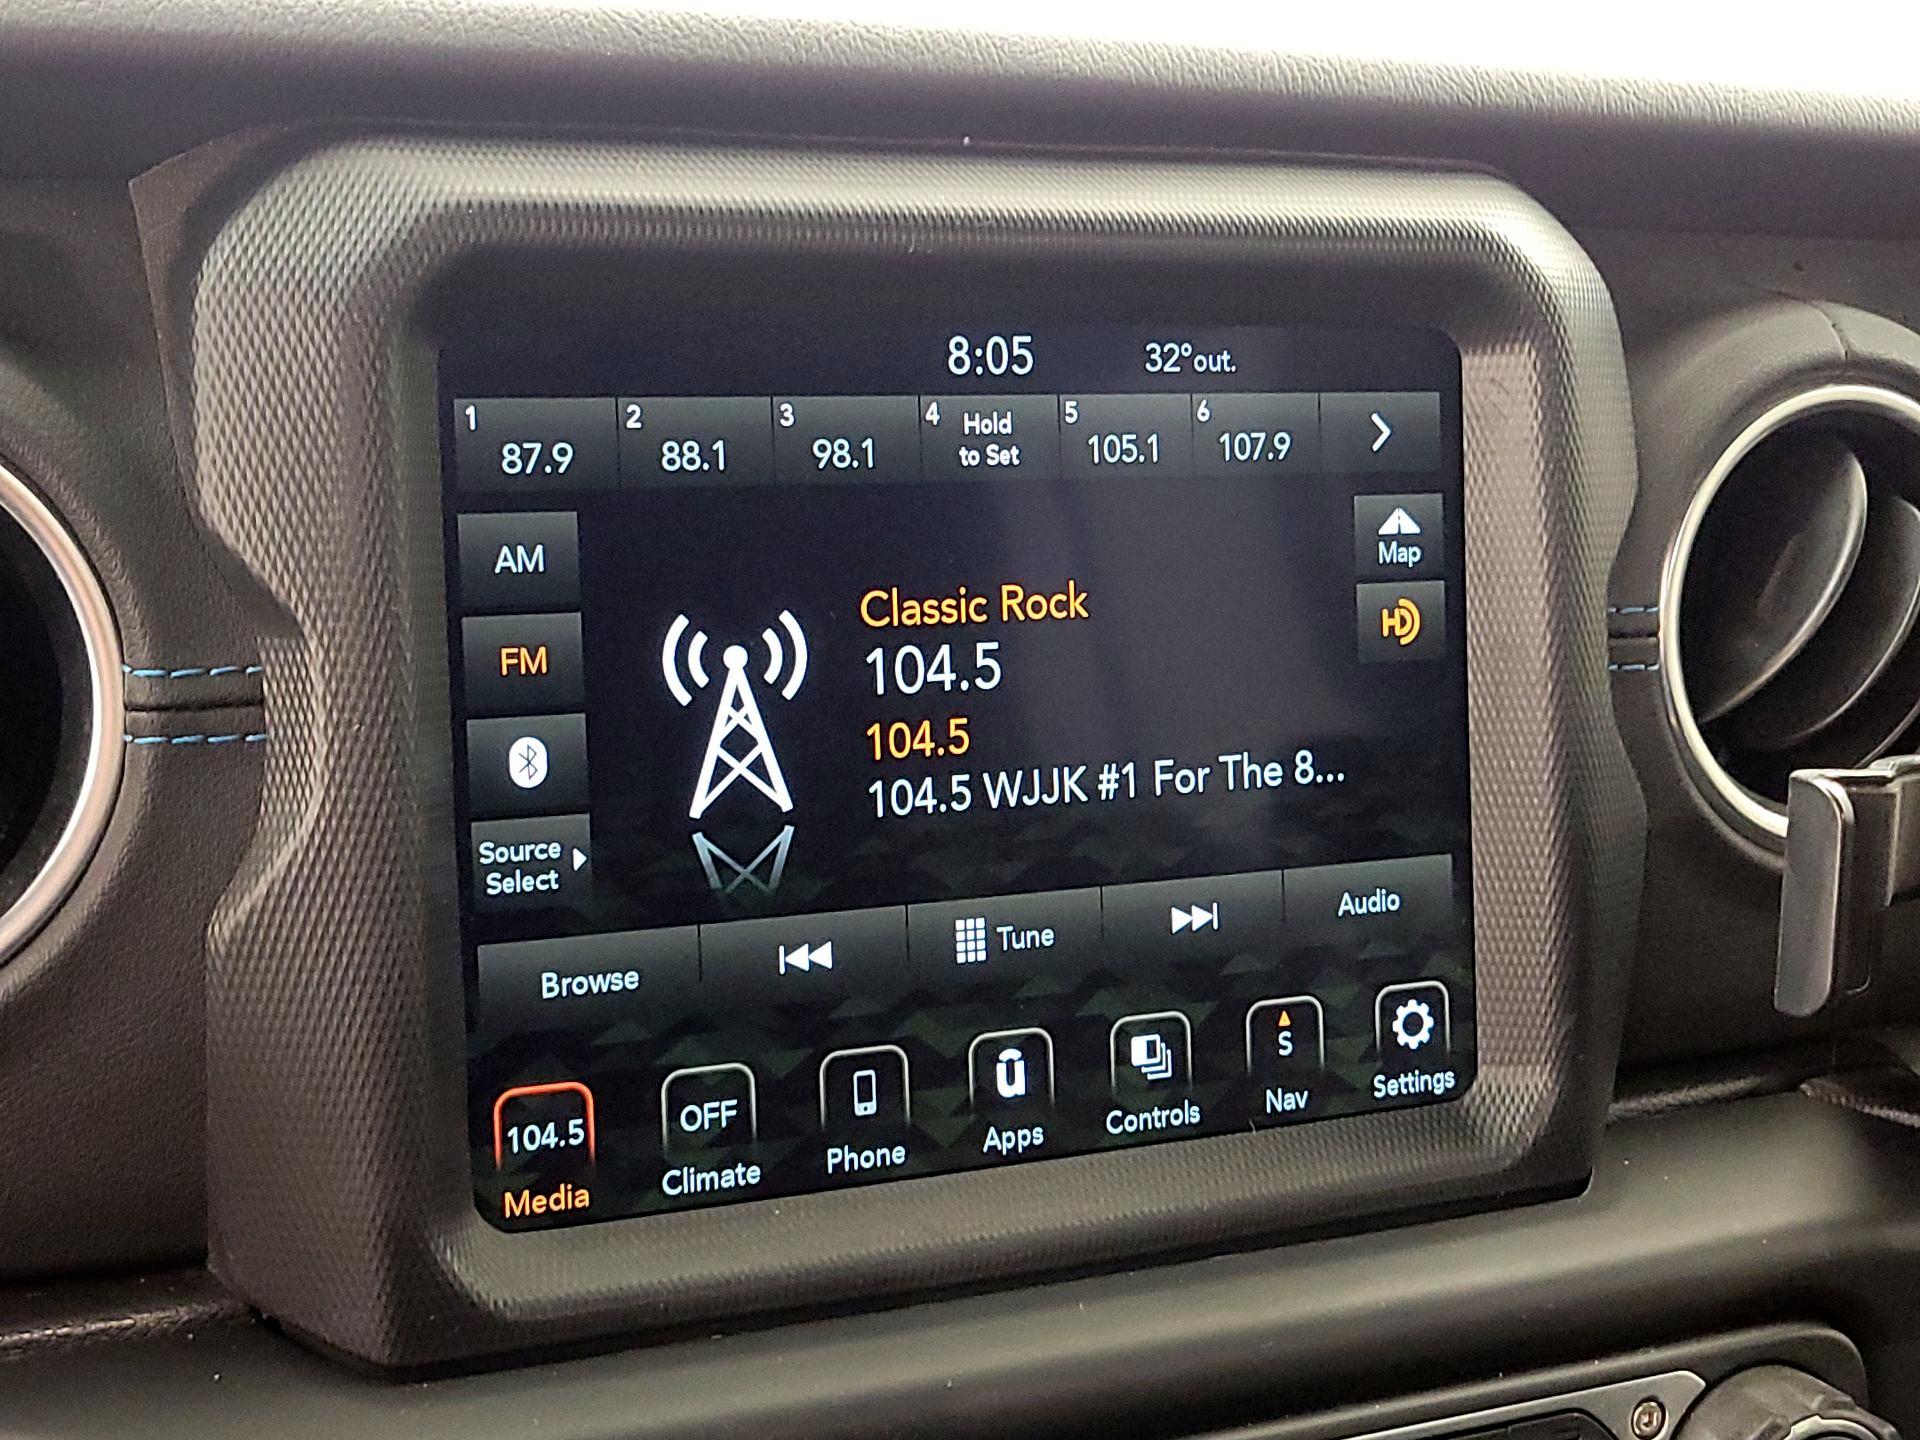 8:05 32°out.
1 87.9
2 88.1
3 98.1
4 Hold
to Set
5 105.1
6 107.9
AM
Map
FM
HD
Classic Rock
104.5
104.5
104.5 WJJK #1 For The 8...
Source
Select
Browse
Tune
Audio
104.5
Media
OFF
Climate
Phone
ü
Apps
Controls
S
Nav
Settings